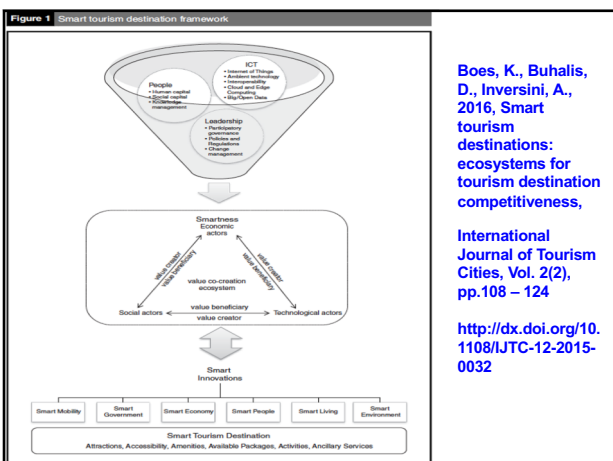 Figure 1 Smart tourism destination framework
ICT
• Internet of Things
• Ambient technology
• Interoperability
• Cloud and Edge
Computing
• Big/Open Data
People
• Human capital
• Social capital
• Knowledge
management
Leadership
• Participatory
governance
• Policies and
Regulations
• Change
management
Smartness
Economic
actors
value creator
value beneficiary
value creator
value beneficiary
value co-creation
ecosystem
value beneficiary
Social actors
Technological actors
value creator
Smart
Innovations
Smart Mobility
Smart
Government
Smart Economy
Smart People
Smart Living
Smart
Environment
Smart Tourism Destination
Attractions, Accessibility, Amenities, Available Packages, Activities, Ancillary Services
Boes, K., Buhalis,
D., Inversini, A.,
2016, Smart
tourism
destinations:
ecosystems for
tourism destination
competitiveness,
International
Journal of Tourism
Cities, Vol. 2(2),
pp.108 – 124
http://dx.doi.org/10.
1108/IJTC-12-2015-
0032